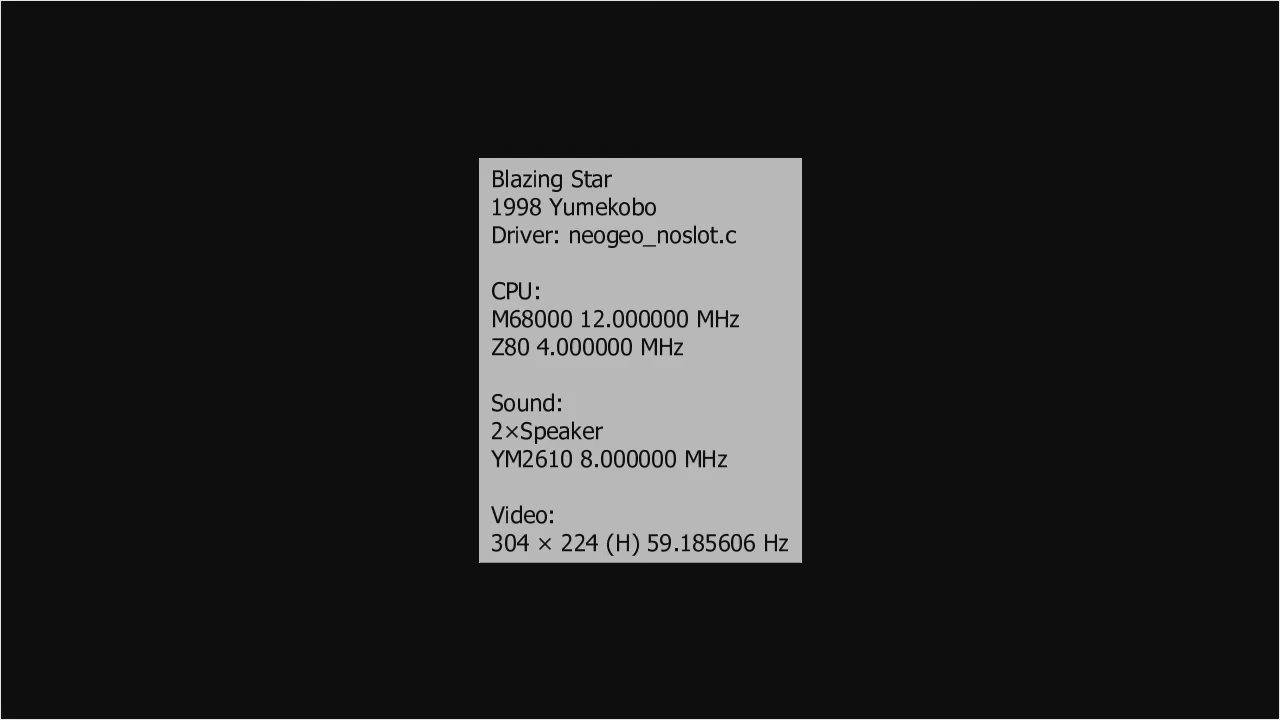 Blazing Star
1998 Yumekobo
Driver: neogeo_noslot.c
CPU:
M68000 12.000000 MHz
Z80 4.000000 MHz
Sound:
2×Speaker
YM2610 8.000000 MHz
Video:
304 × 224 (H) 59.185606 Hz